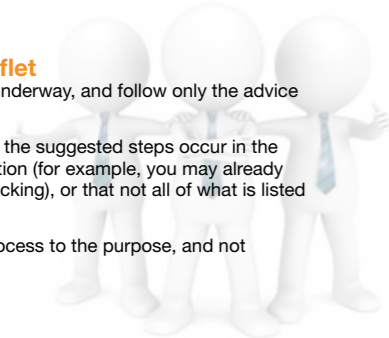 flet
nderway, and follow only the advice
the suggested steps occur in the
tion (for example, you may already
cking), or that not all of what is listed
ocess to the purpose, and not